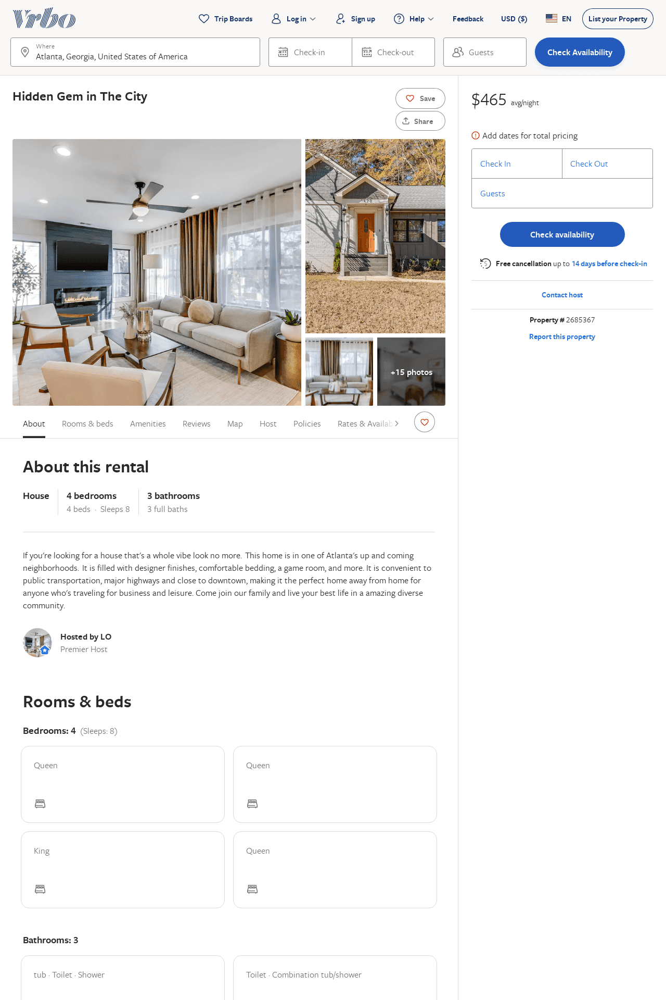 Vrbo
Trip Boards
Log in
Sign up
Help
Feedback
USD ($)
EN
List your Property
Where
Atlanta, Georgia, United States of America
Check-in
Check-out
Guests
Check Availability
Hidden Gem in The City
Save
Share
1923
+15 photos
$465 avg/night
Add dates for total pricing
Check In
Check Out
Guests
Check availability
Free cancellation up to 14 days before check-in
Contact host
Property # 2685367
Report this property
About
Rooms & beds
Amenities
Reviews
Map
Host
Policies
Rates & Availab
About this rental
House
4 bedrooms
4 beds · Sleeps 8
3 bathrooms
3 full baths
If you're looking for a house that's a whole vibe look no more. This home is in one of Atlanta's up and coming
neighborhoods. It is filled with designer finishes, comfortable bedding, a game room, and more. It is convenient to
public transportation, major highways and close to downtown, making it the perfect home away from home for
anyone who's traveling for business and leisure. Come join our family and live your best life in a amazing diverse
community.
Hosted by LO
Premier Host
Rooms & beds
Bedrooms: 4 (Sleeps: 8)
Queen
Queen
King
Queen
Bathrooms: 3
tub · Toilet · Shower
Toilet · Combination tub/shower